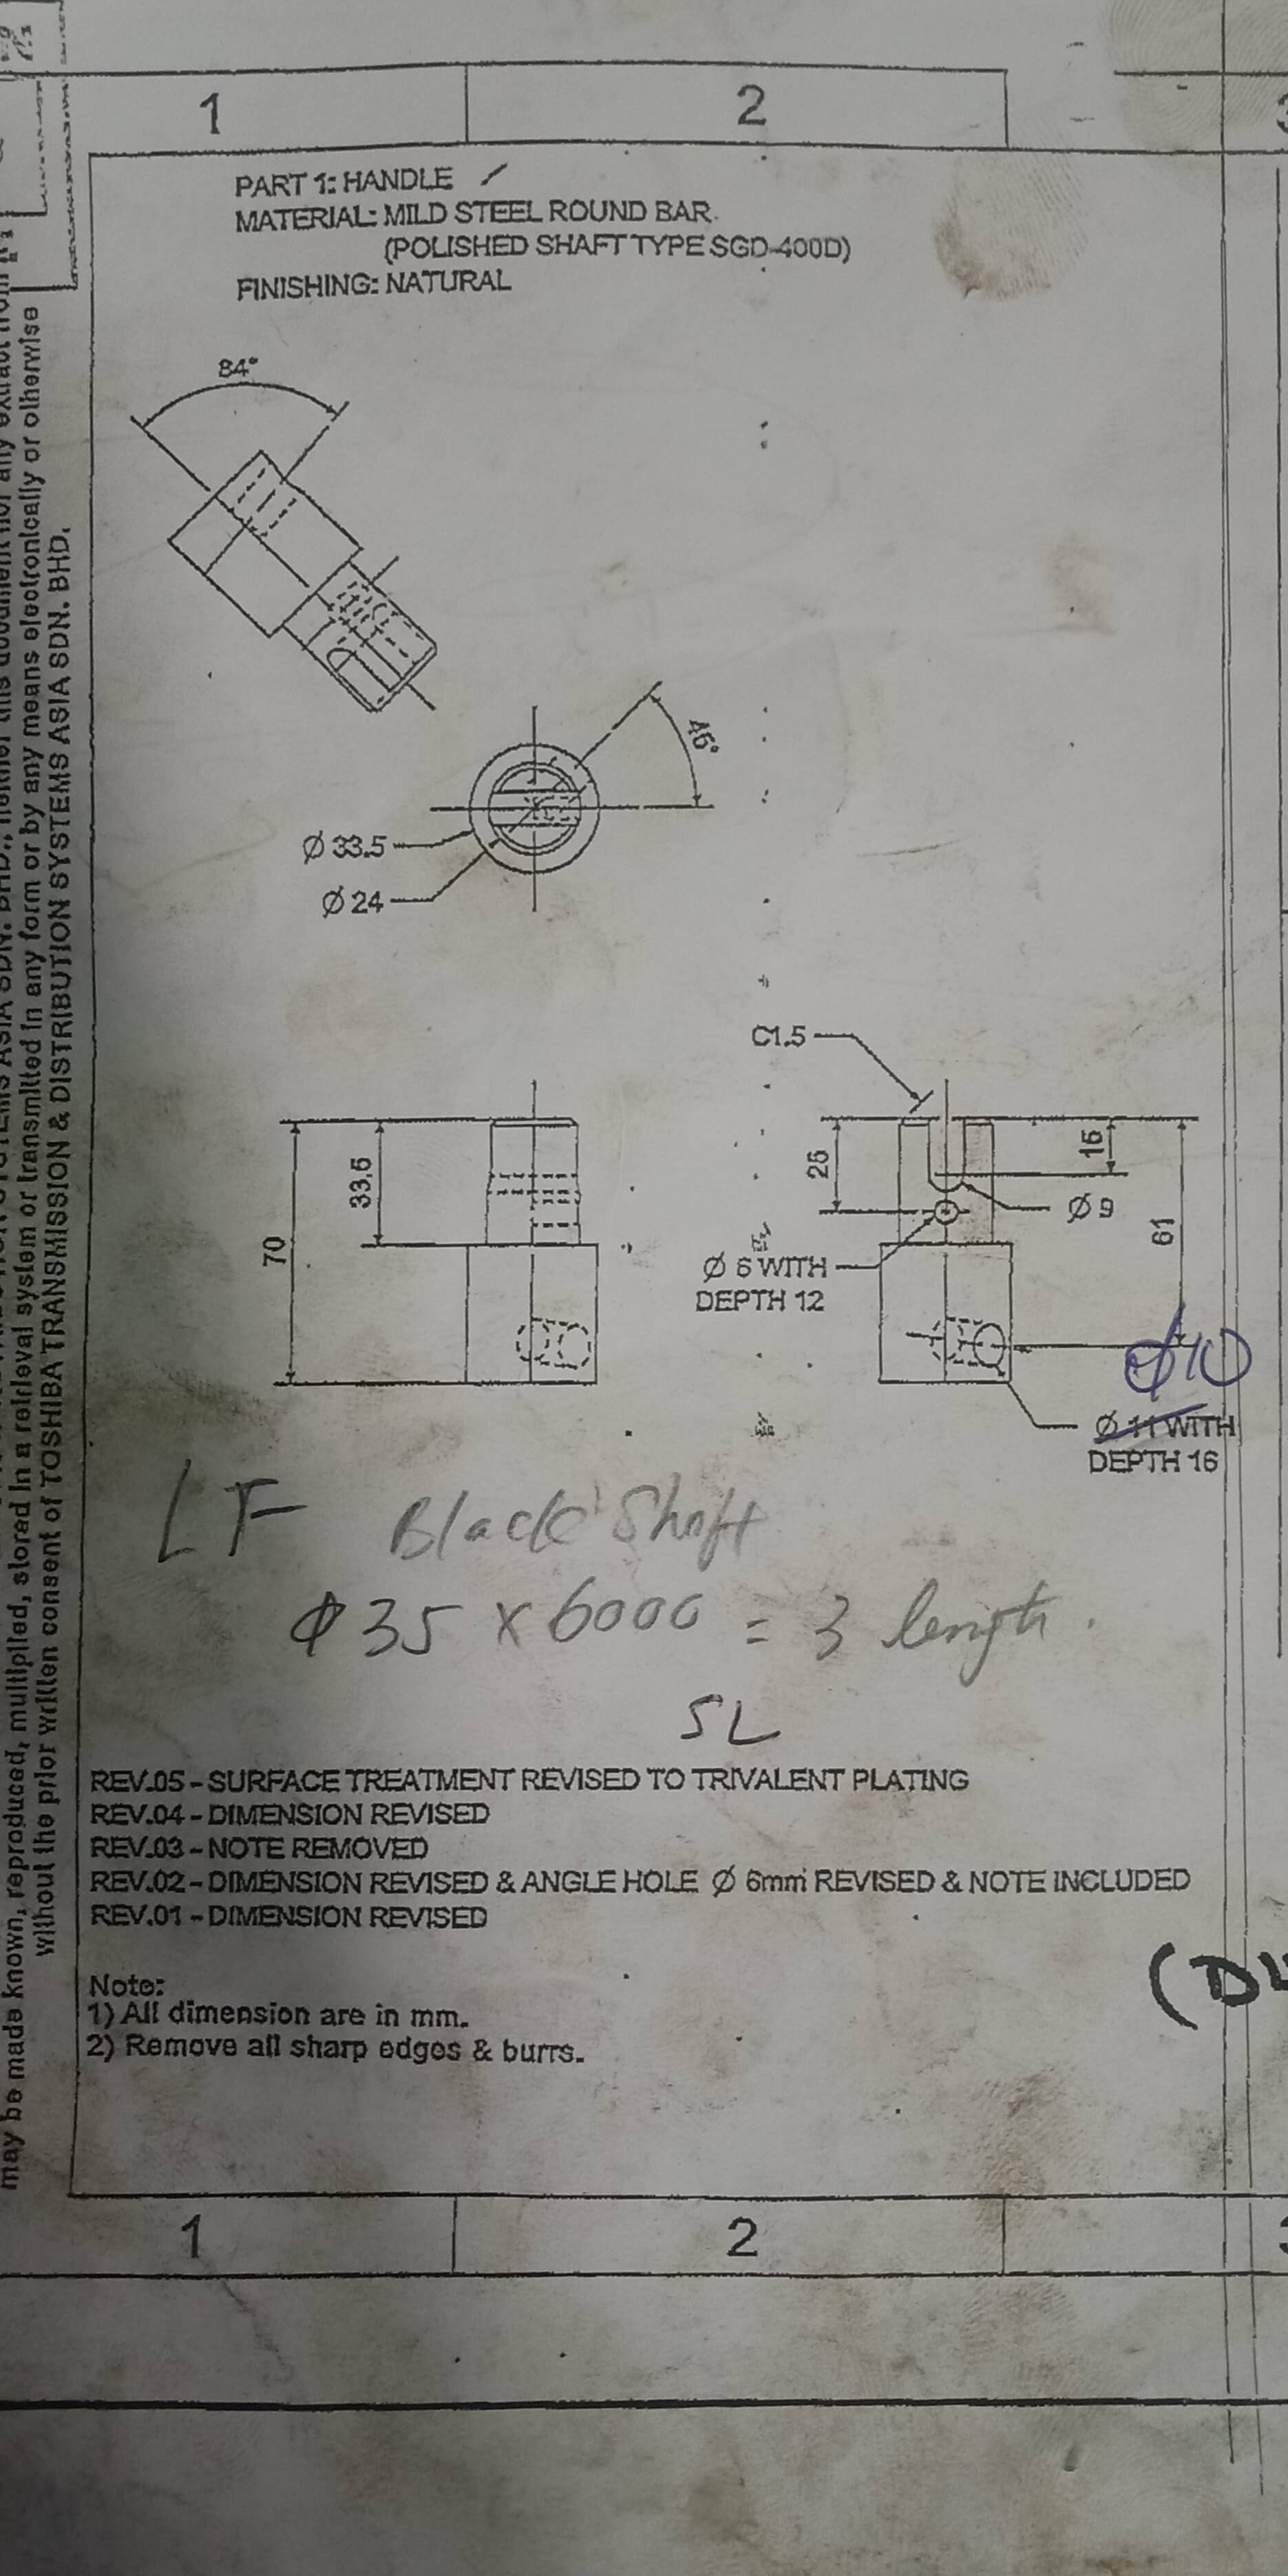 1 2
PART 1: HANDLE
MATERIAL: MILD STEEL ROUND BAR.
(POLISHED SHAFT TYPE SGD-400D)
FINISHING: NATURAL
84°
45°
Ø 33.5
Ø 24
C1.5
33.5
70
25
15
Ø 9
61
Ø 6 WITH
DEPTH 12
Ø10
Ø 11 WITH
DEPTH 16
LF Black Shaft
Ø 35 x 6000 = 3 length.
SL
REV.05 - SURFACE TREATMENT REVISED TO TRIVALENT PLATING
REV.04 - DIMENSION REVISED
REV.03 - NOTE REMOVED
REV.02 - DIMENSION REVISED & ANGLE HOLE Ø 6mm REVISED & NOTE INCLUDED
REV.01 - DIMENSION REVISED
Note:
1) All dimension are in mm.
2) Remove all sharp edges & burrs.
1 2
may be made known, reproduced, multiplied, stored in a retrieval system or transmitted in any form or by any means electronically or otherwise
without the prior written consent of TOSHIBA TRANSMISSION & DISTRIBUTION SYSTEMS ASIA SDN. BHD.